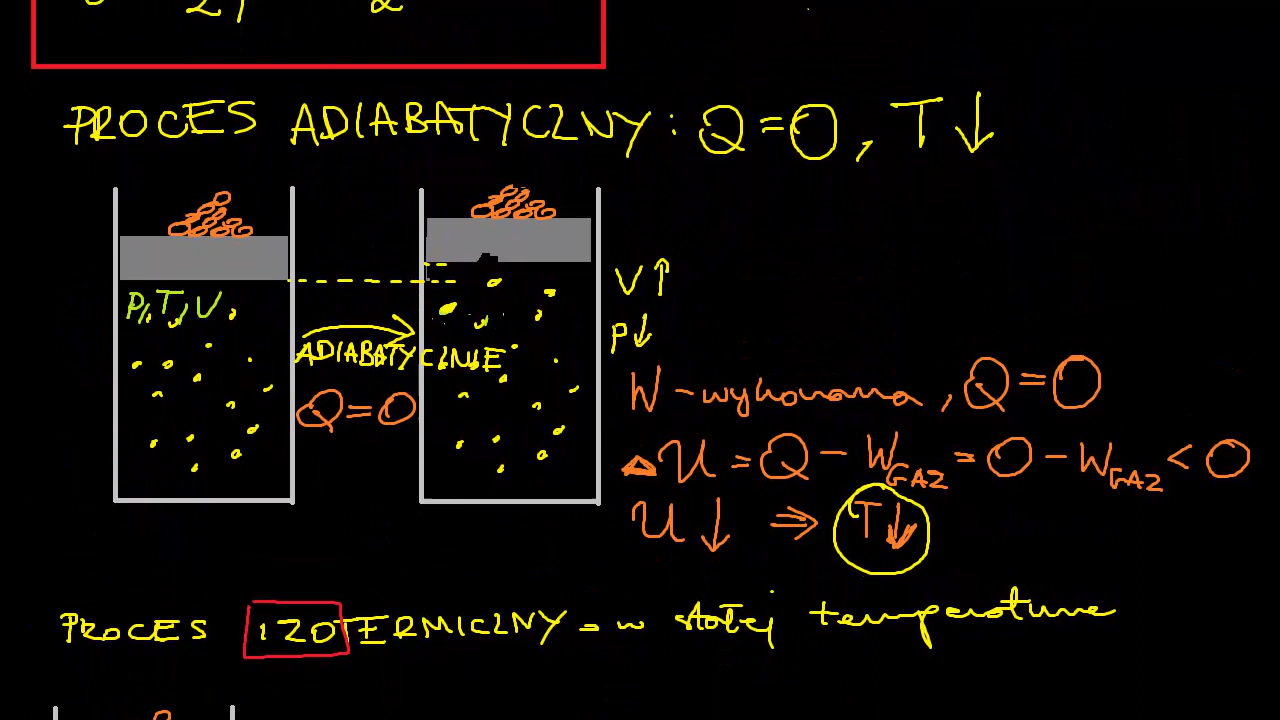 PROCES ADIABATYCZNY: Q=0, T↓
P, T, V
V↑
P↓
ADIABATYCZNIE
Q=0
W - wykonana, Q=0
ΔU = Q - W_GAZ = 0 - W_GAZ < 0
U↓ ⇒ T↓
PROCES IZOTERMICZNY = w stałej temperaturze